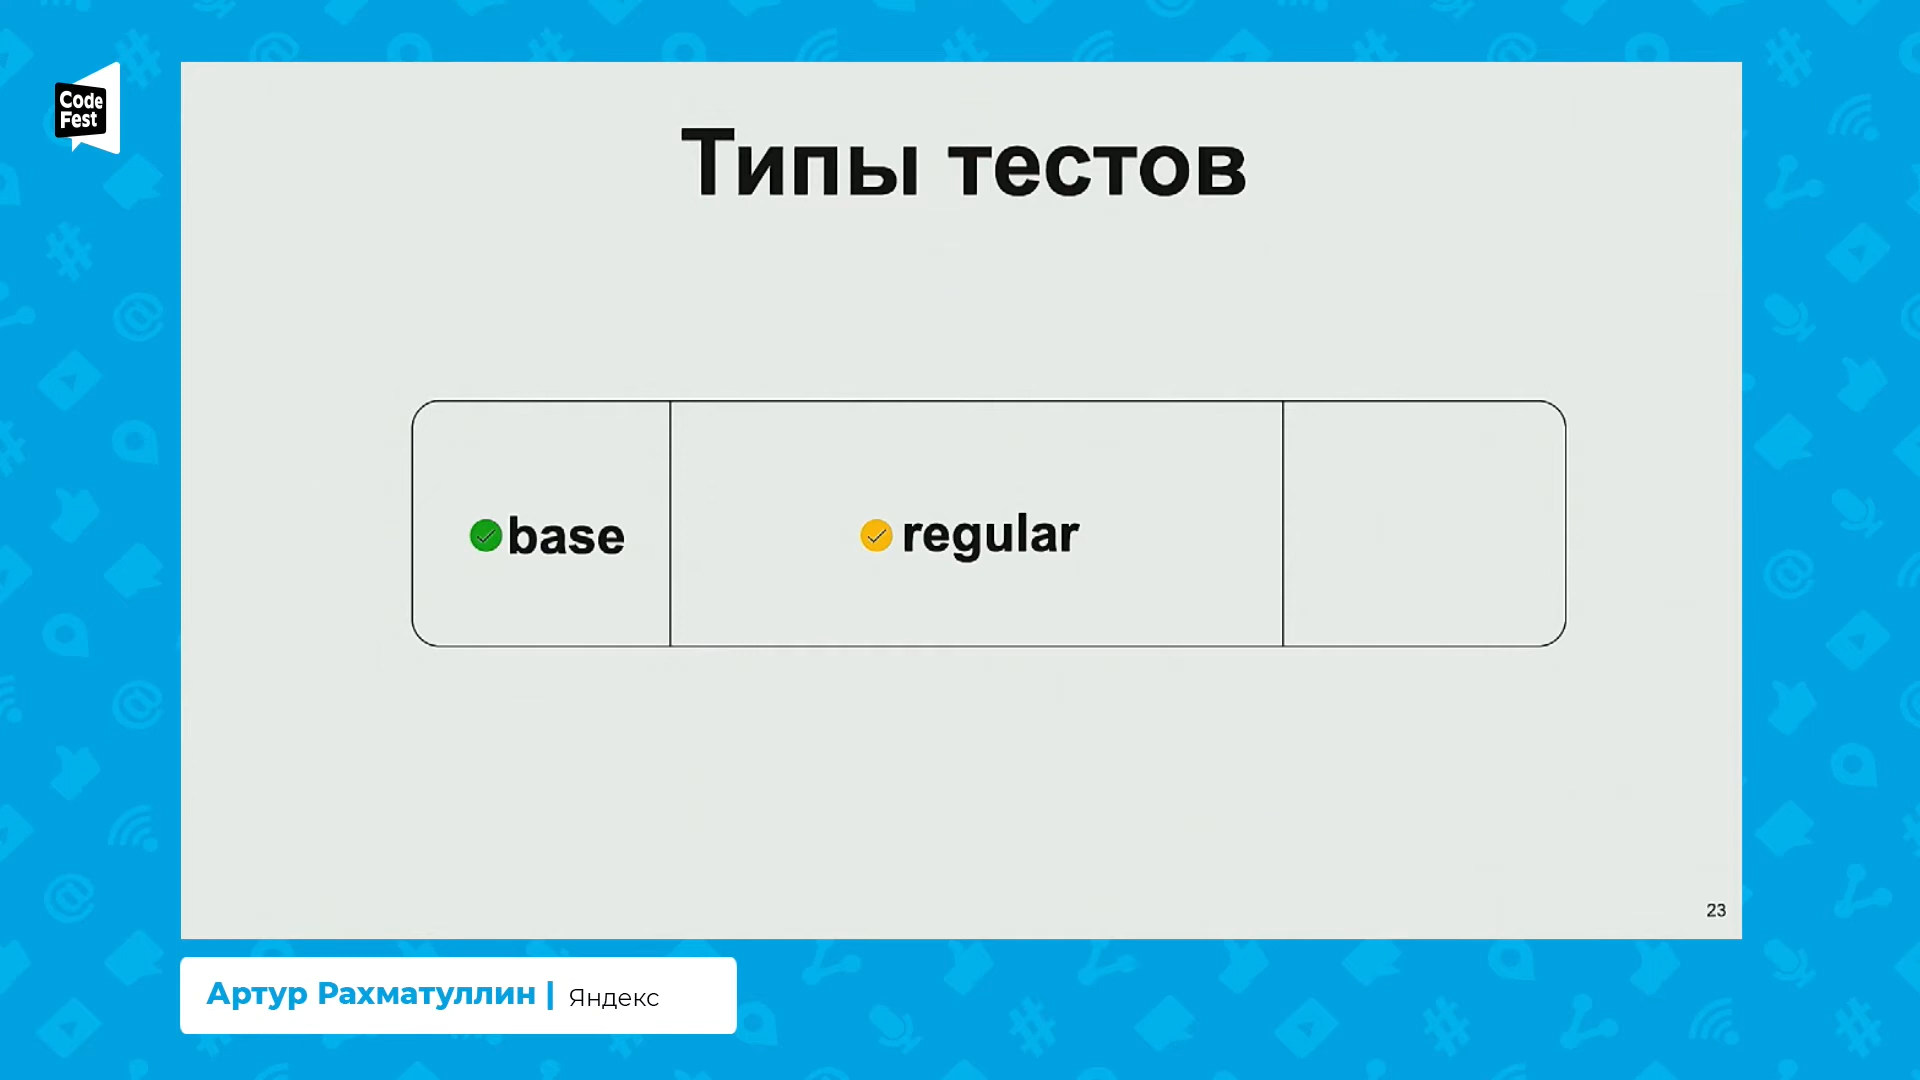 Code
Fest
Типы тестов
base
regular
23
Артур Рахматуллин | Яндекс